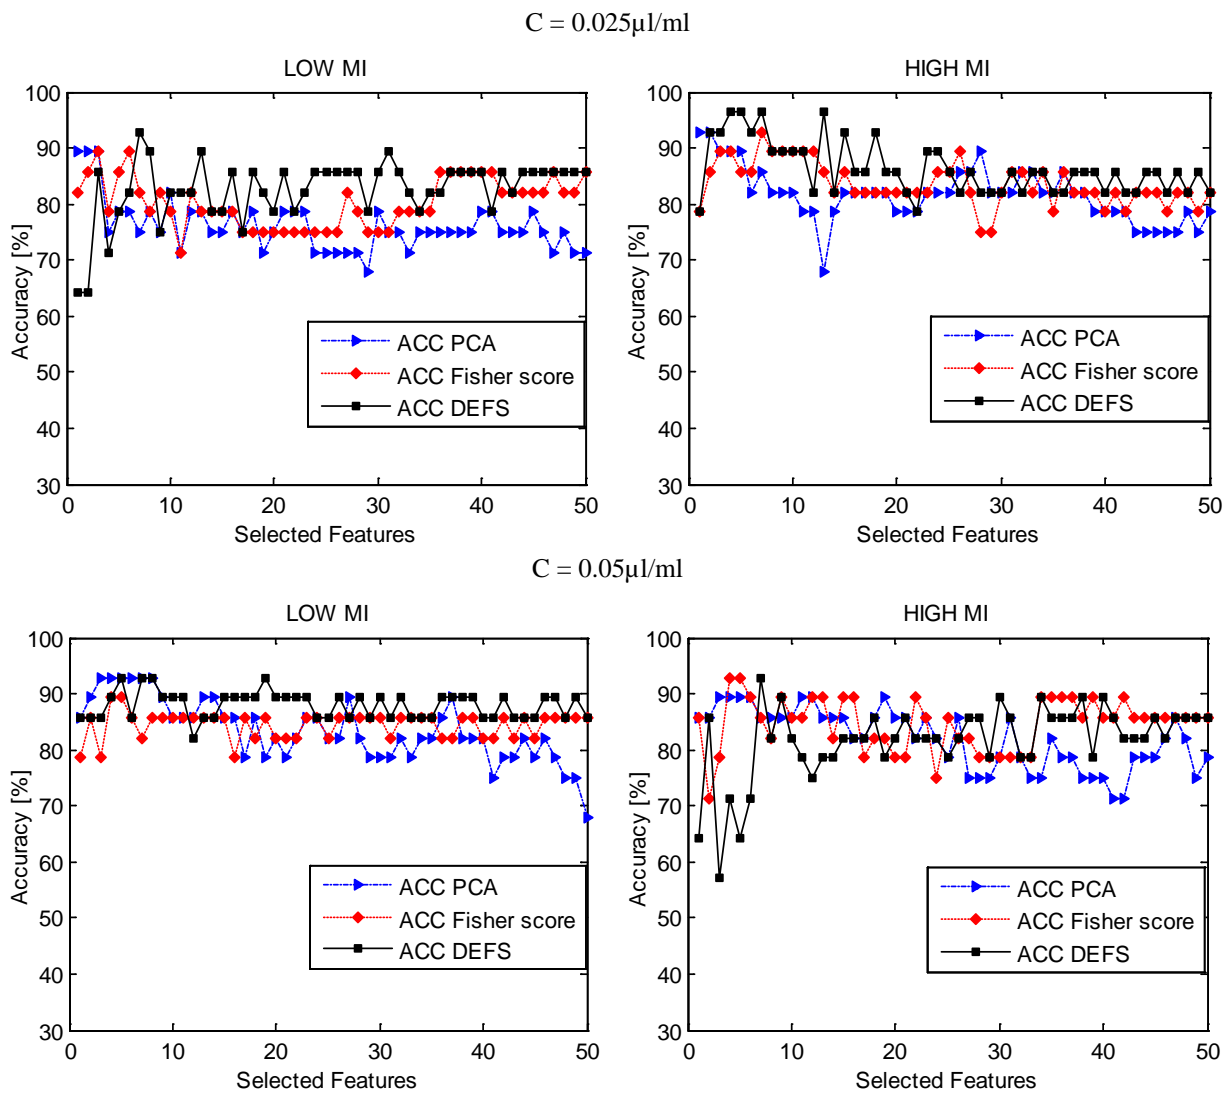 C = 0.025µl/ml
LOW MI
HIGH MI
100
90
80
70
60
50
40
30
Accuracy [%]
ACC PCA
ACC Fisher score
ACC DEFS
0 10 20 30 40 50
Selected Features
100
90
80
70
60
50
40
30
Accuracy [%]
ACC PCA
ACC Fisher score
ACC DEFS
0 10 20 30 40 50
Selected Features
C = 0.05µl/ml
LOW MI
HIGH MI
100
90
80
70
60
50
40
30
Accuracy [%]
ACC PCA
ACC Fisher score
ACC DEFS
0 10 20 30 40 50
Selected Features
100
90
80
70
60
50
40
30
Accuracy [%]
ACC PCA
ACC Fisher score
ACC DEFS
0 10 20 30 40 50
Selected Features